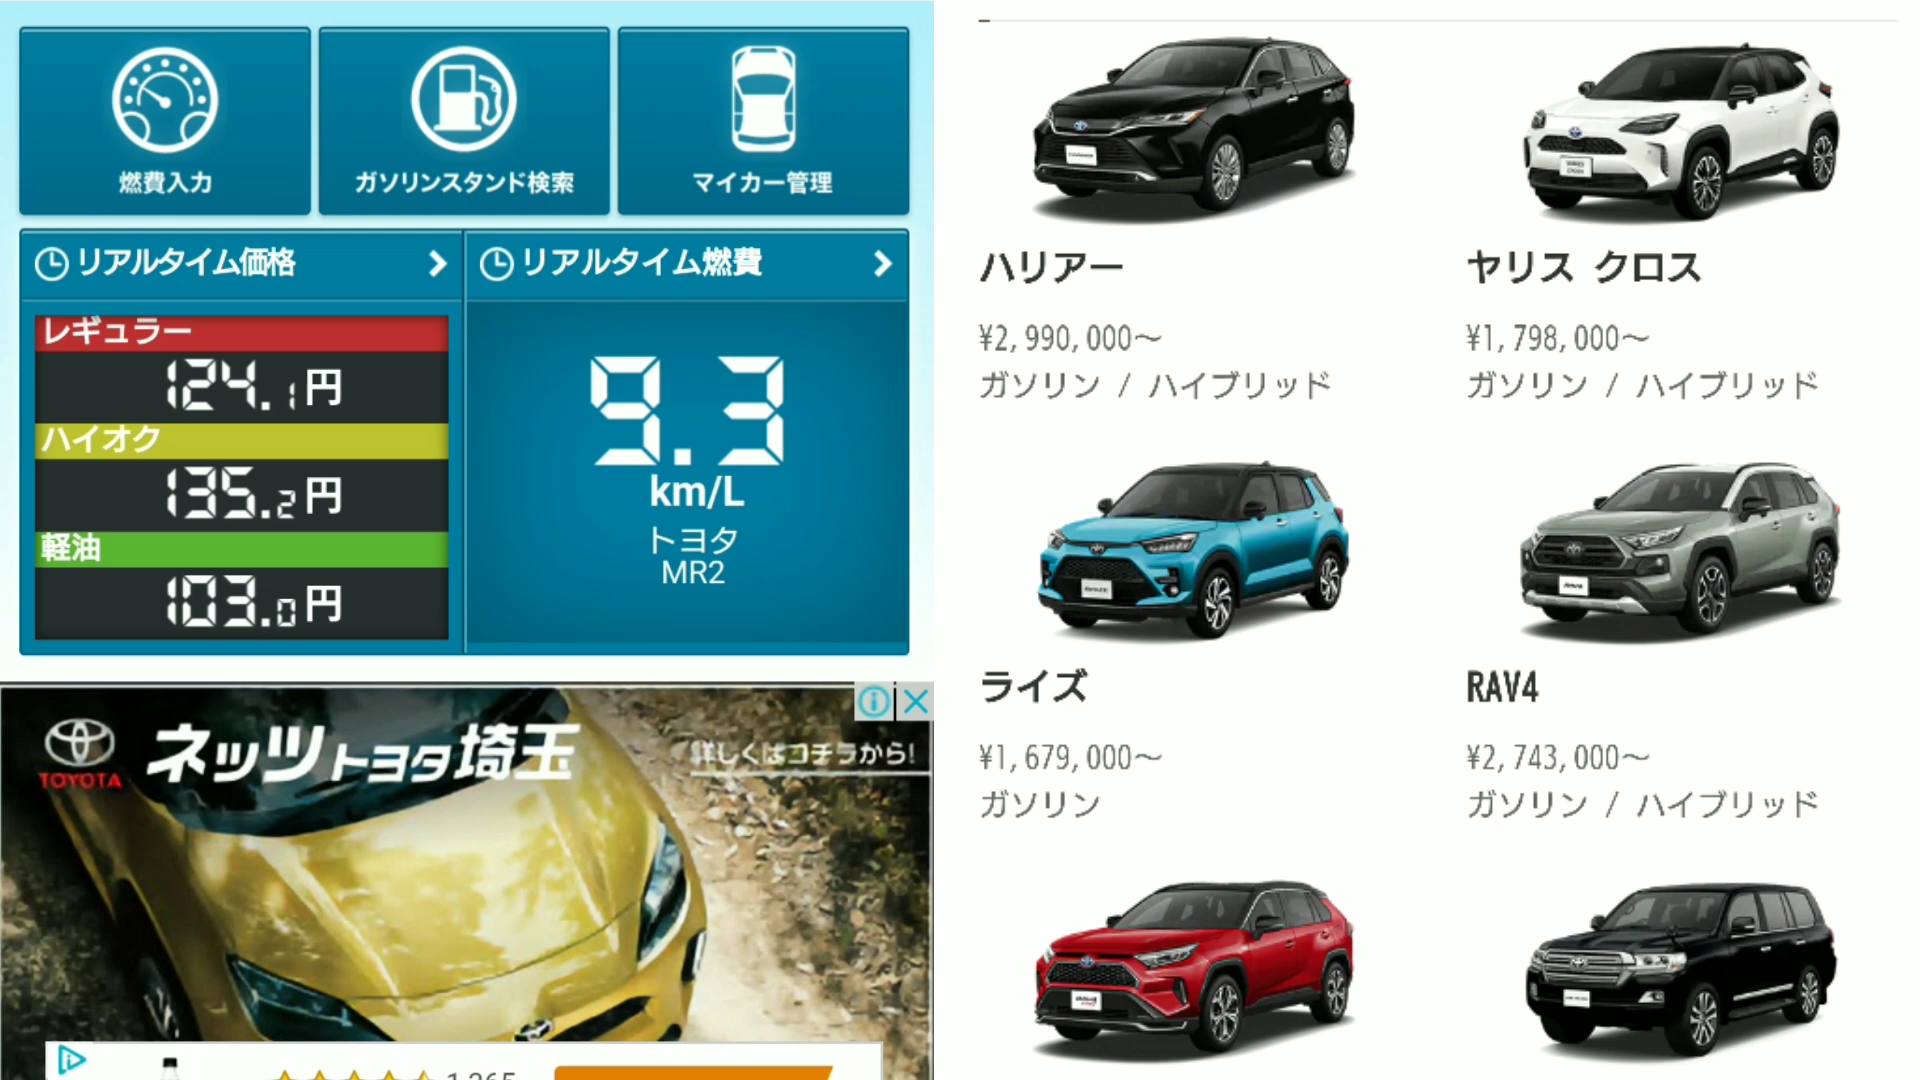 燃費入力
ガソリンスタンド検索
マイカー管理
リアルタイム価格
リアルタイム燃費
レギュラー
124.1円
ハイオク
135.2円
軽油
103.0円
9.3
km/L
トヨタ
MR2
TOYOTA
ネッツトヨタ埼玉
詳しくはコチラから!
ハリアー
¥2,990,000〜
ガソリン / ハイブリッド
ヤリス クロス
¥1,798,000〜
ガソリン / ハイブリッド
ライズ
¥1,679,000〜
ガソリン
RAV4
¥2,743,000〜
ガソリン / ハイブリッド